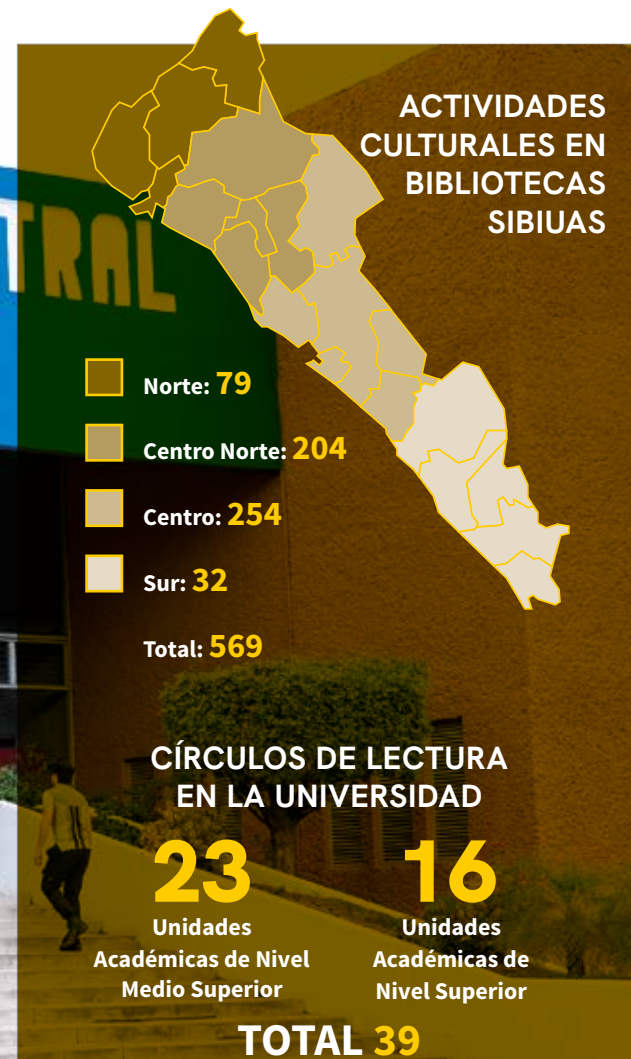 ACTIVIDADES
CULTURALES EN
BIBLIOTECAS
SIBIUAS
TRAL
Norte: 79
Centro Norte: 204
Centro: 254
Sur: 32
Total: 569
CÍRCULOS DE LECTURA
EN LA UNIVERSIDAD
23
Unidades
Académicas de Nivel
Medio Superior
16
Unidades
Académicas de
Nivel Superior
TOTAL 39